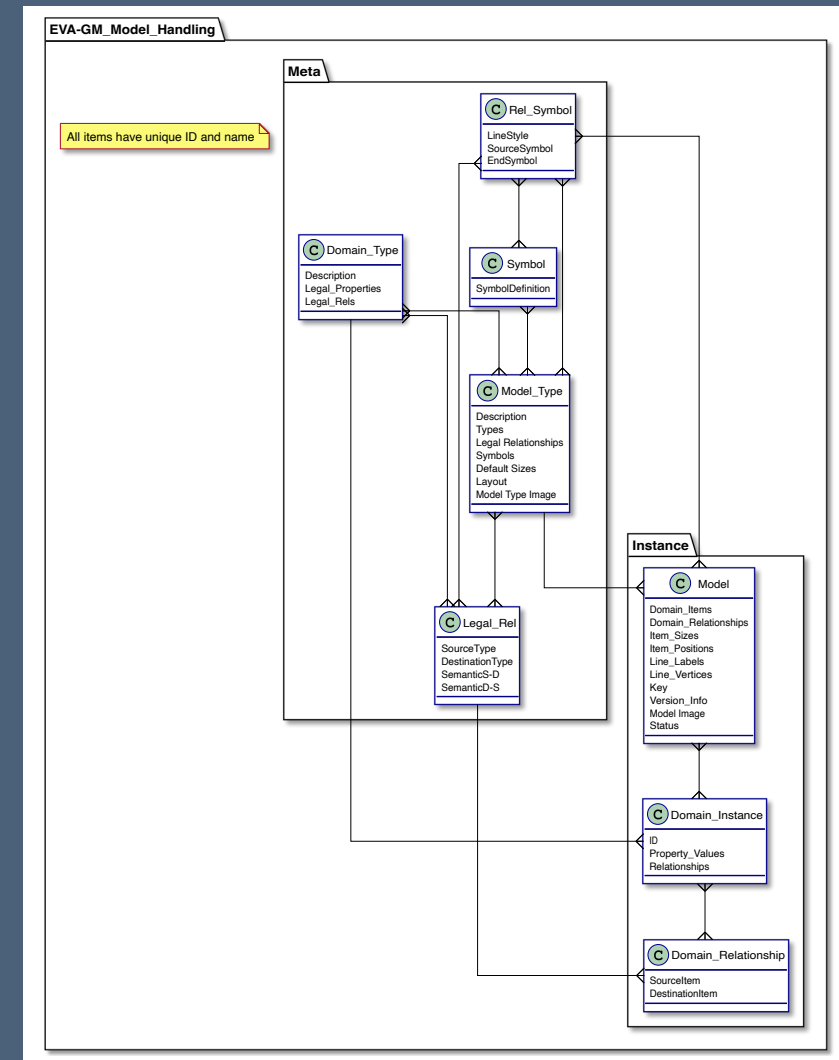 EVA-GM_Model_Handling
Meta
All items have unique ID and name
C Rel_Symbol
LineStyle
SourceSymbol
EndSymbol
C Domain_Type
Description
Legal_Properties
Legal_Rels
C Symbol
SymbolDefinition
C Model_Type
Description
Types
Legal Relationships
Symbols
Default Sizes
Layout
Model Type Image
C Legal_Rel
SourceType
DestinationType
SemanticS-D
SemanticD-S
Instance
C Model
Domain_Items
Domain_Relationships
Item_Sizes
Item_Positions
Line_Labels
Line_Vertices
Key
Version_Info
Model Image
Status
C Domain_Instance
ID
Property_Values
Relationships
C Domain_Relationship
SourceItem
DestinationItem